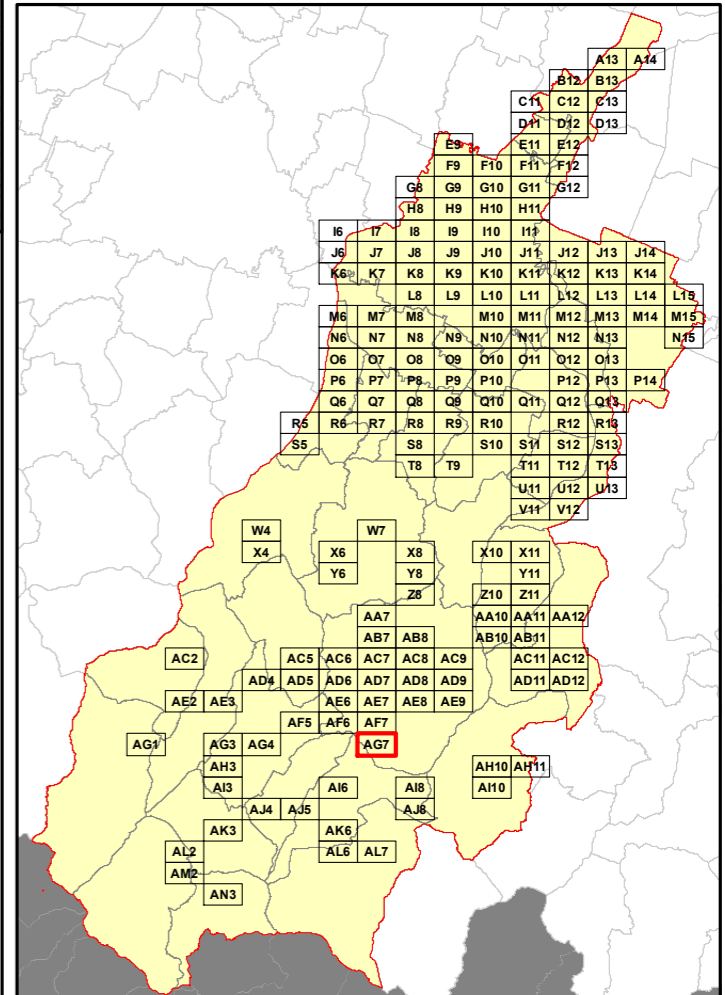 A13 A14
B12 B13
C11 C12 C13
D11 D12 D13
E9 E11 E12
F9 F10 F11 F12
G8 G9 G10 G11 G12
H8 H9 H10 H11
I6 I7 I8 I9 I10 I11
J6 J7 J8 J9 J10 J11 J12 J13 J14
K6 K7 K8 K9 K10 K11 K12 K13 K14
L8 L9 L10 L11 L12 L13 L14 L15
M6 M7 M8 M10 M11 M12 M13 M14 M15
N6 N7 N8 N9 N10 N11 N12 N13 N15
O6 O7 O8 O9 O10 O11 O12 O13
P6 P7 P8 P9 P10 P12 P13 P14
Q6 Q7 Q8 Q9 Q10 Q11 Q12 Q13
R5 R6 R7 R8 R9 R10 R12 R13
S5 S8 S10 S11 S12 S13
T8 T9 T11 T12 T13
U11 U12 U13
V11 V12
W4 W7
X4 X6 X8 X10 X11
Y6 Y8 Y11
Z8 Z10 Z11
AA7 AA10 AA11 AA12
AB7 AB8 AB10 AB11
AC2 AC5 AC6 AC7 AC8 AC9 AC11 AC12
AD4 AD5 AD6 AD7 AD8 AD9 AD11 AD12
AE2 AE3 AE6 AE7 AE8 AE9
AF5 AF6 AF7
AG1 AG3 AG4 AG7
AH3 AH10 AH11
AI3 AI6 AI8 AI10
AJ4 AJ5 AJ8
AK3 AK6
AL2 AL6 AL7
AM2
AN3